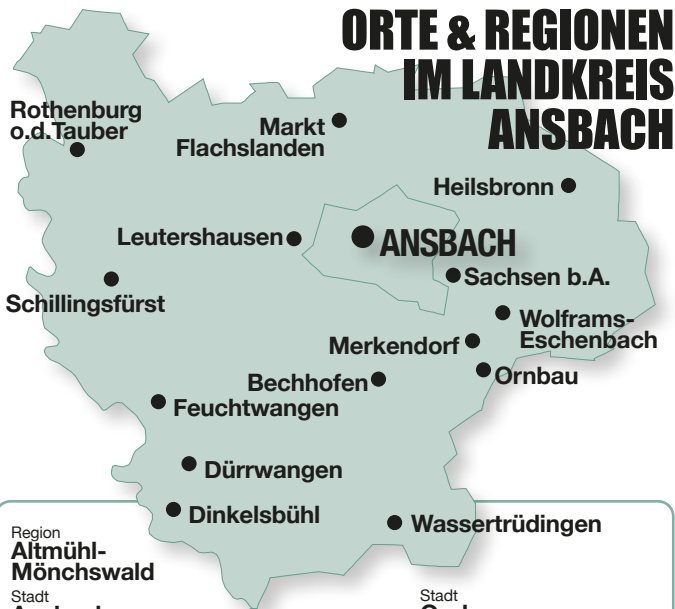 ORTE & REGIONEN
IM LANDKREIS
ANSBACH
Rothenburg
o.d.Tauber
Markt
Flachslanden
Heilsbronn
Leutershausen
ANSBACH
Sachsen b.A.
Schillingsfürst
Wolframs-
Eschenbach
Merkendorf
Ornbau
Bechhofen
Feuchtwangen
Dürrwangen
Dinkelsbühl
Wassertrüdingen
Region
Altmühl-
Mönchswald
Stadt
Stadt